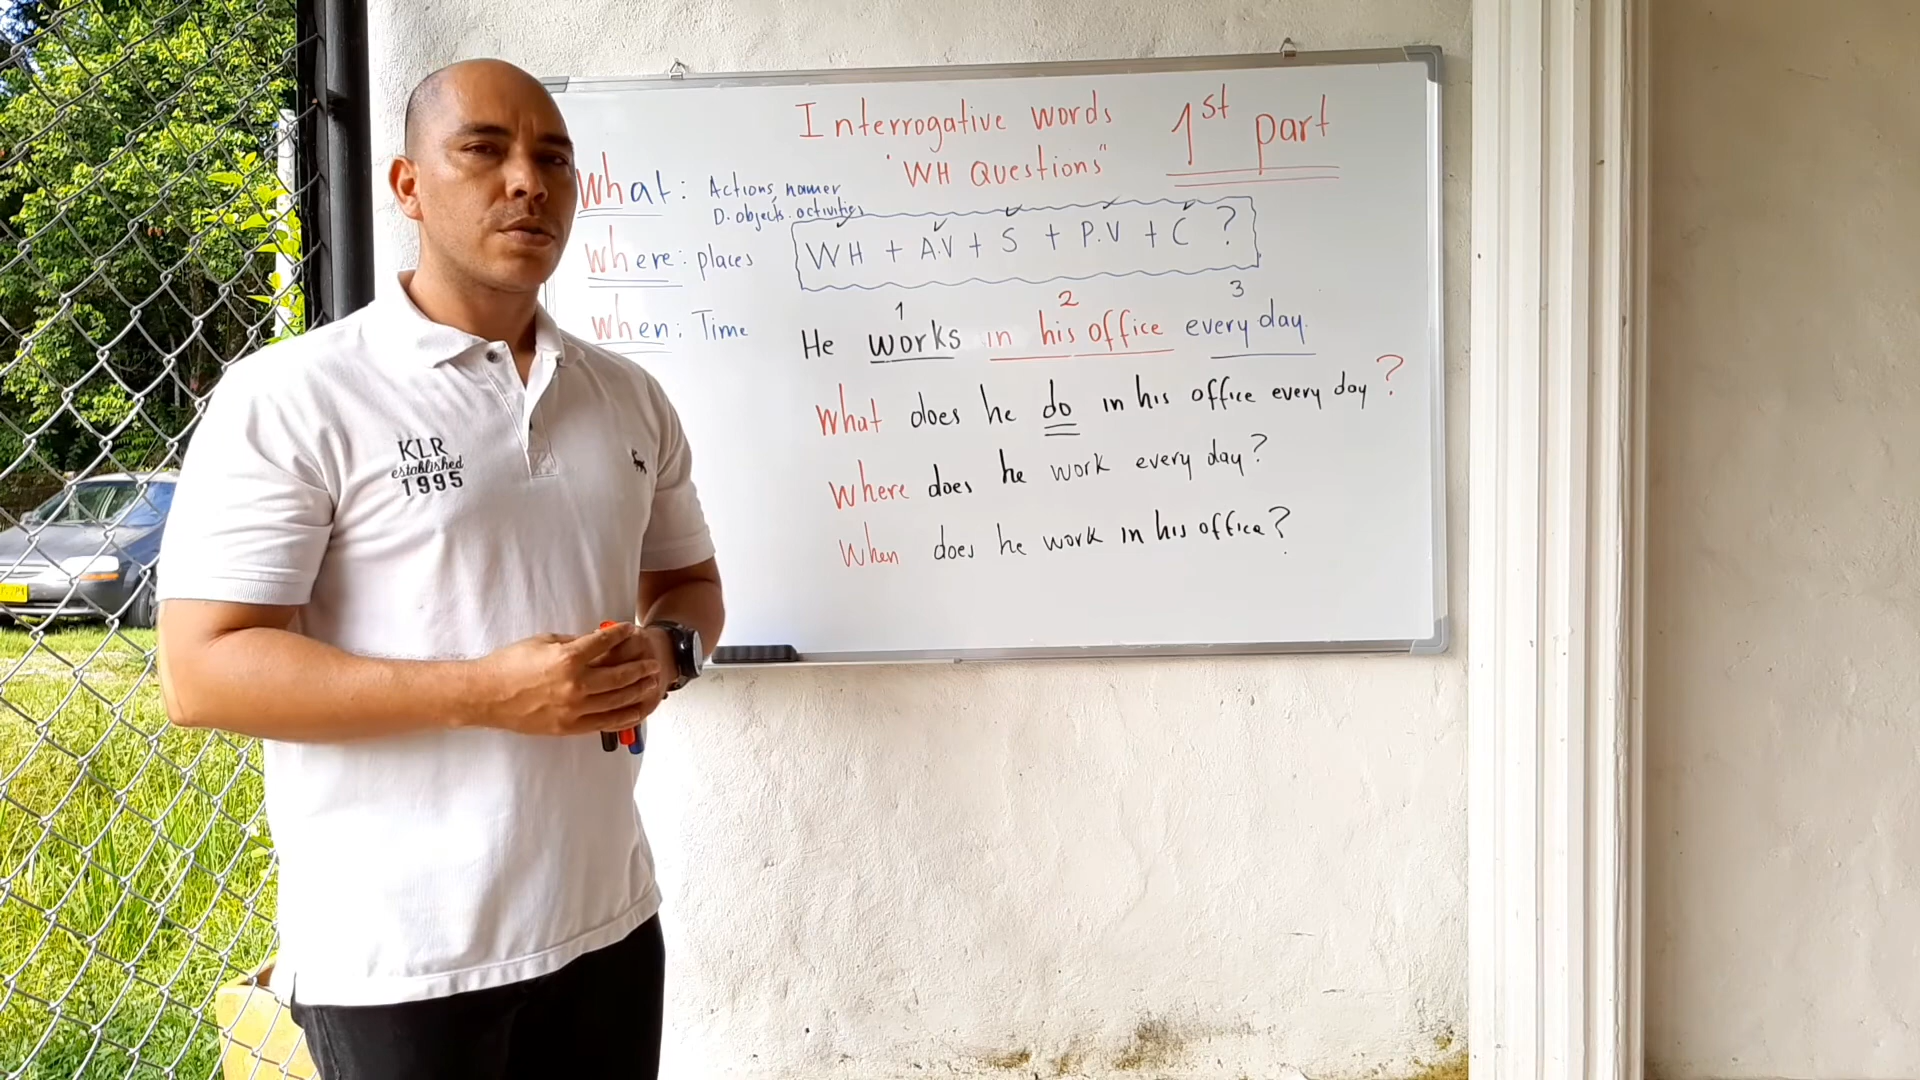 Interrogative words
"WH Questions"
1st part
What: Actions, namer
D. objects. activities
Where: places
When: Time
WH + A.V + S + P.V + C ?
1 2 3
He works in his office every day.
What does he do in his office every day?
Where does he work every day?
When does he work in his office?
KLR
established
1995